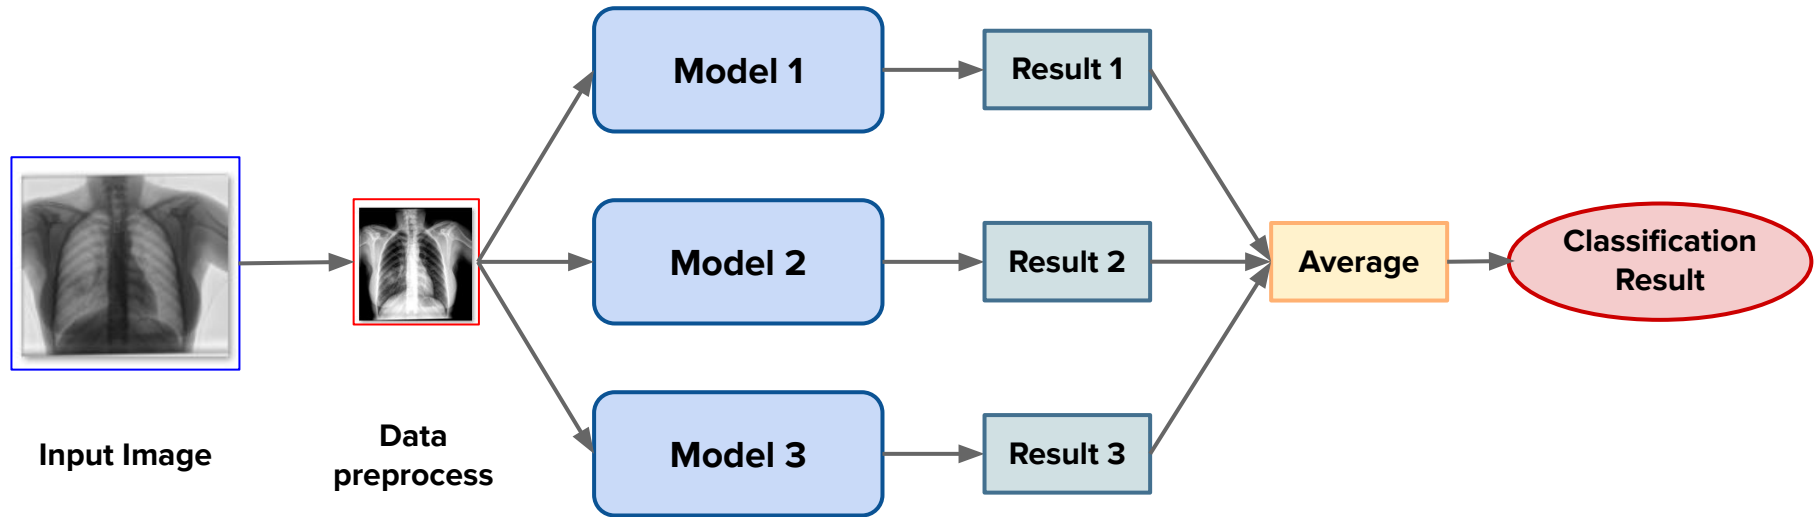 Input Image
Data
preprocess
Model 1
Model 2
Model 3
Result 1
Result 2
Result 3
Average
Classification
Result